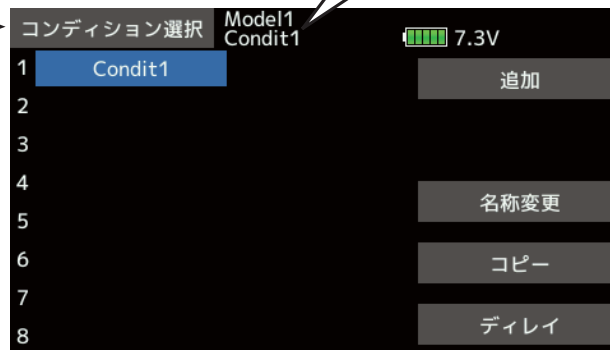 コンディション選択
Model1
Condit1
7.3V
1 Condit1
追加
2
3
4
名称変更
5
6
コピー
7
ディレイ
8